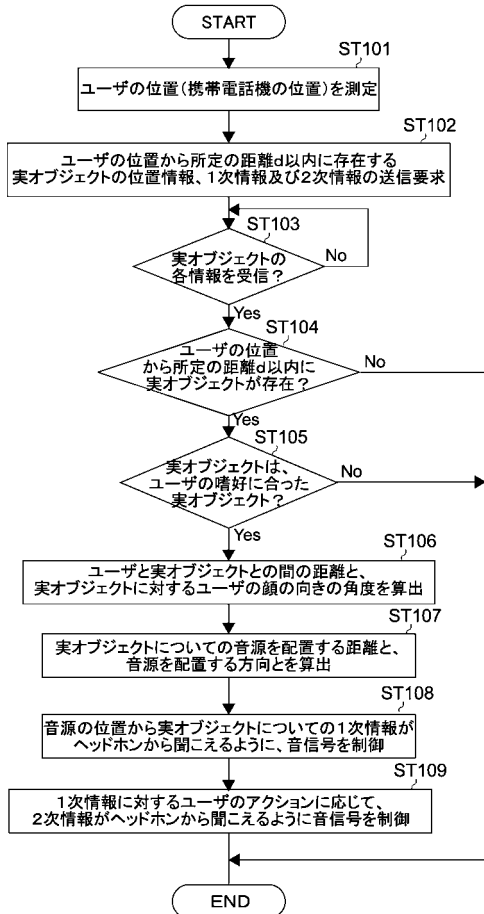 START
ST101
ユーザの位置(携帯電話機の位置)を測定
ST102
ユーザの位置から所定の距離d以内に存在する
実オブジェクトの位置情報、1次情報及び2次情報の送信要求
ST103
実オブジェクトの
各情報を受信?
No
Yes
ST104
ユーザの位置
から所定の距離d以内に
実オブジェクトが存在?
No
Yes
ST105
実オブジェクトは、
ユーザの嗜好に合った
実オブジェクト?
No
Yes
ST106
ユーザと実オブジェクトとの間の距離と、
実オブジェクトに対するユーザの顔の向きの角度を算出
ST107
実オブジェクトについての音源を配置する距離と、
音源を配置する方向とを算出
ST108
音源の位置から実オブジェクトについての1次情報が
ヘッドホンから聞こえるように、音信号を制御
ST109
1次情報に対するユーザのアクションに応じて、
2次情報がヘッドホンから聞こえるように音信号を制御
END